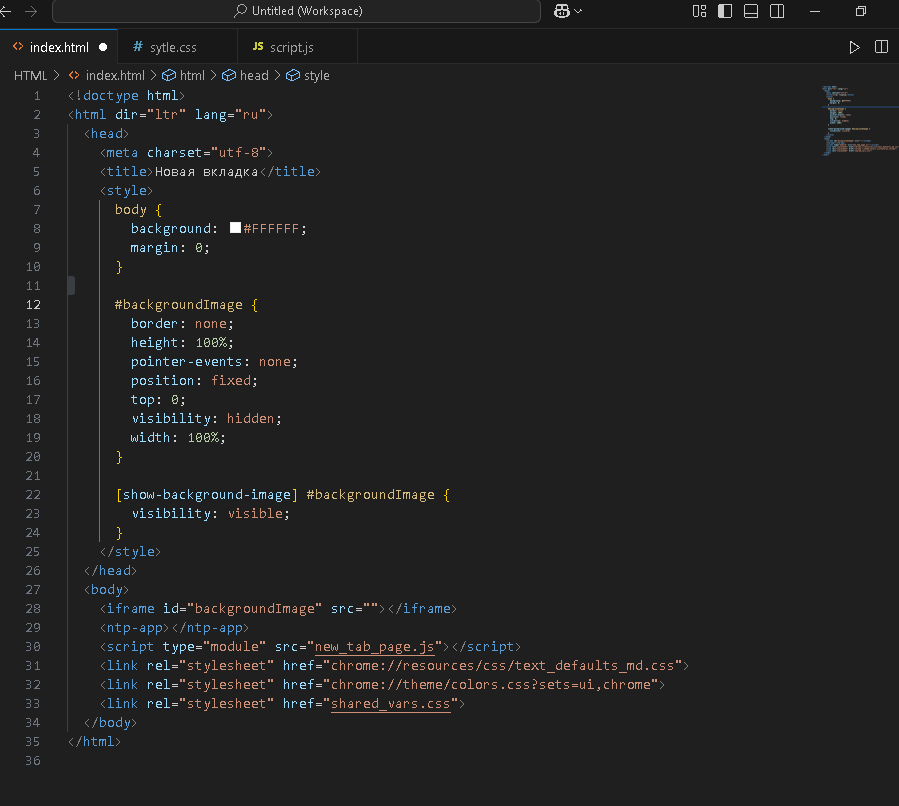 Untitled (Workspace)
<> index.html ● # sytle.css JS script.js
HTML > <> index.html > html > head > style
1 <!doctype html>
2 <html dir="ltr" lang="ru">
3 <head>
4 <meta charset="utf-8">
5 <title>Новая вкладка</title>
6 <style>
7 body {
8 background: #FFFFFF;
9 margin: 0;
10 }
11
12 #backgroundImage {
13 border: none;
14 height: 100%;
15 pointer-events: none;
16 position: fixed;
17 top: 0;
18 visibility: hidden;
19 width: 100%;
20 }
21
22 [show-background-image] #backgroundImage {
23 visibility: visible;
24 }
25 </style>
26 </head>
27 <body>
28 <iframe id="backgroundImage" src=""></iframe>
29 <ntp-app></ntp-app>
30 <script type="module" src="new_tab_page.js"></script>
31 <link rel="stylesheet" href="chrome://resources/css/text_defaults_md.css">
32 <link rel="stylesheet" href="chrome://theme/colors.css?sets=ui,chrome">
33 <link rel="stylesheet" href="shared_vars.css">
34 </body>
35 </html>
36